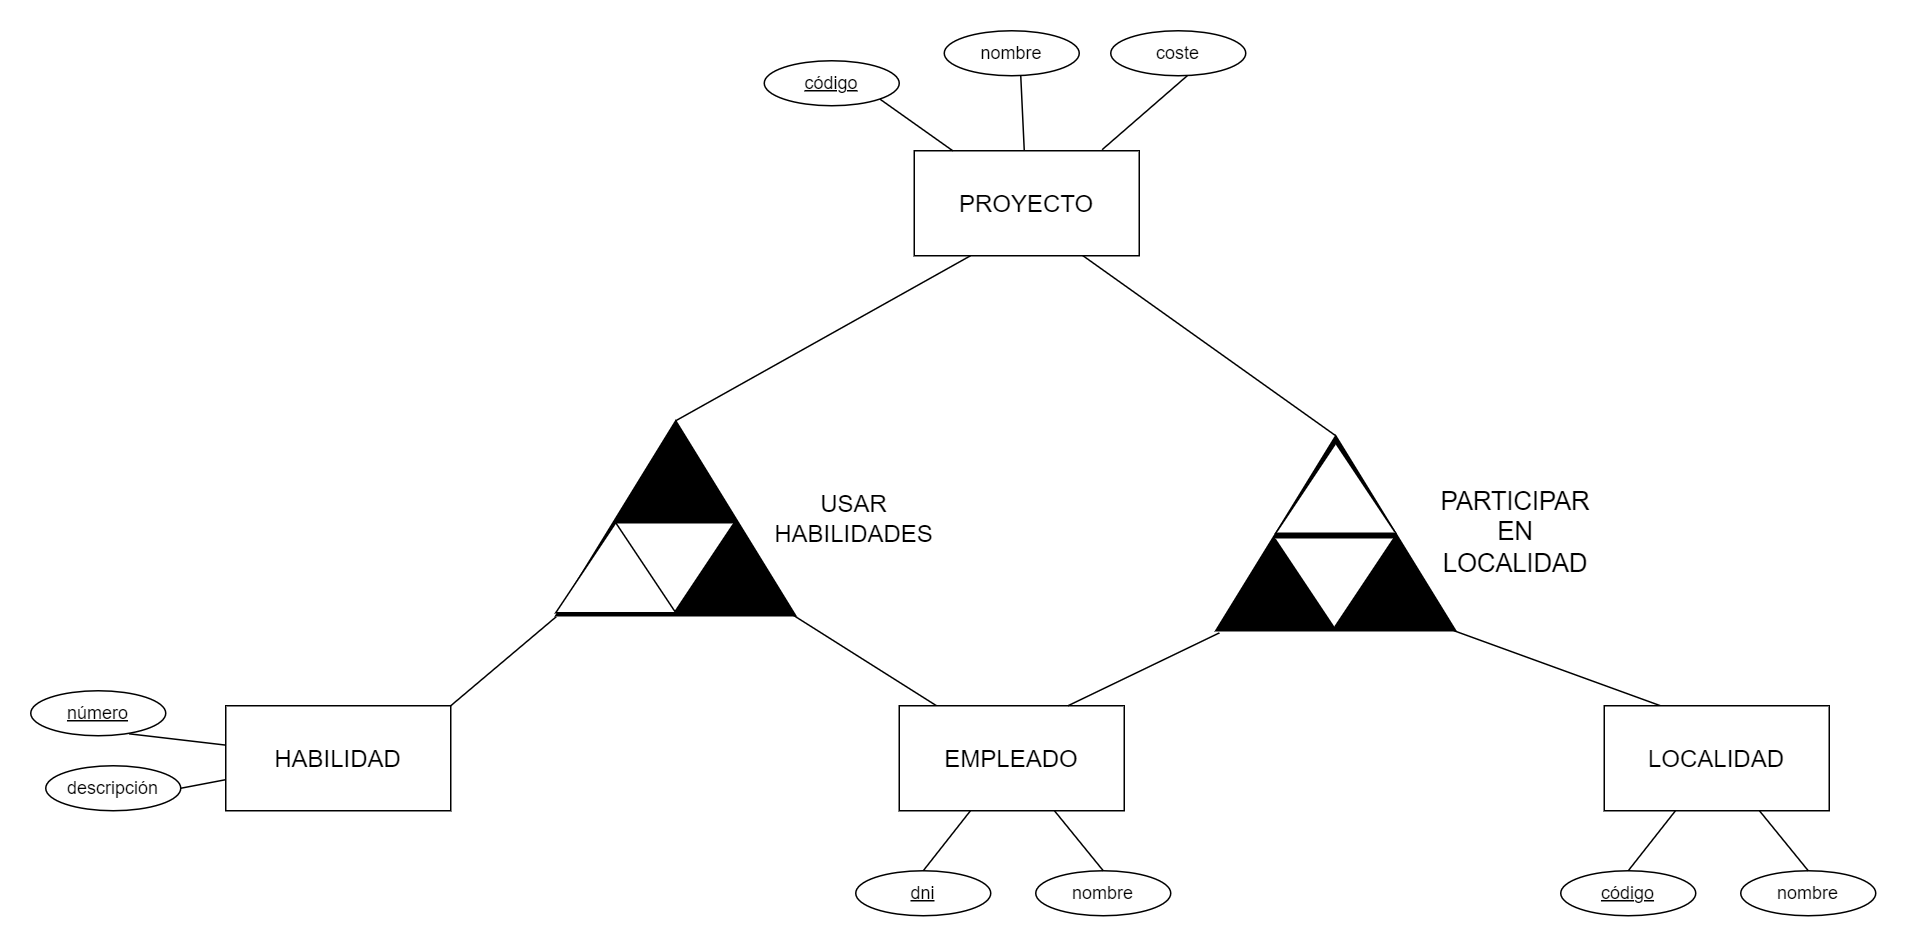 nombre
coste
código
PROYECTO
USAR
HABILIDADES
PARTICIPAR
EN
LOCALIDAD
número
descripción
HABILIDAD
EMPLEADO
LOCALIDAD
dni
nombre
código
nombre